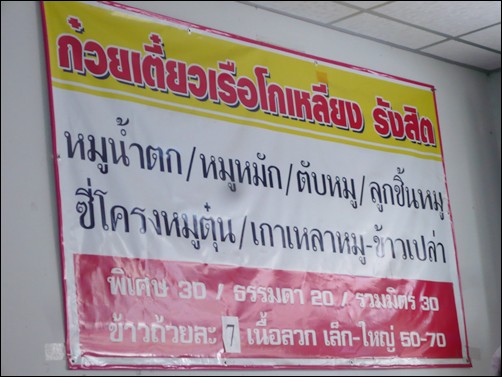 ก๋วยเตี๋ยวเรือโกเหลียง รังสิต
หมูน้ำตก/หมูหมัก/ตับหมู/ลูกชิ้นหมู
ซี่โครงหมูตุ๋น/เกาเหลาหมู-ข้าวเปล่า
พิเศษ 30 / ธรรมดา 20 / รวมมิตร 30
ข้าวถ้วยละ 7 เนื้อลวก เล็ก-ใหญ่ 50-70